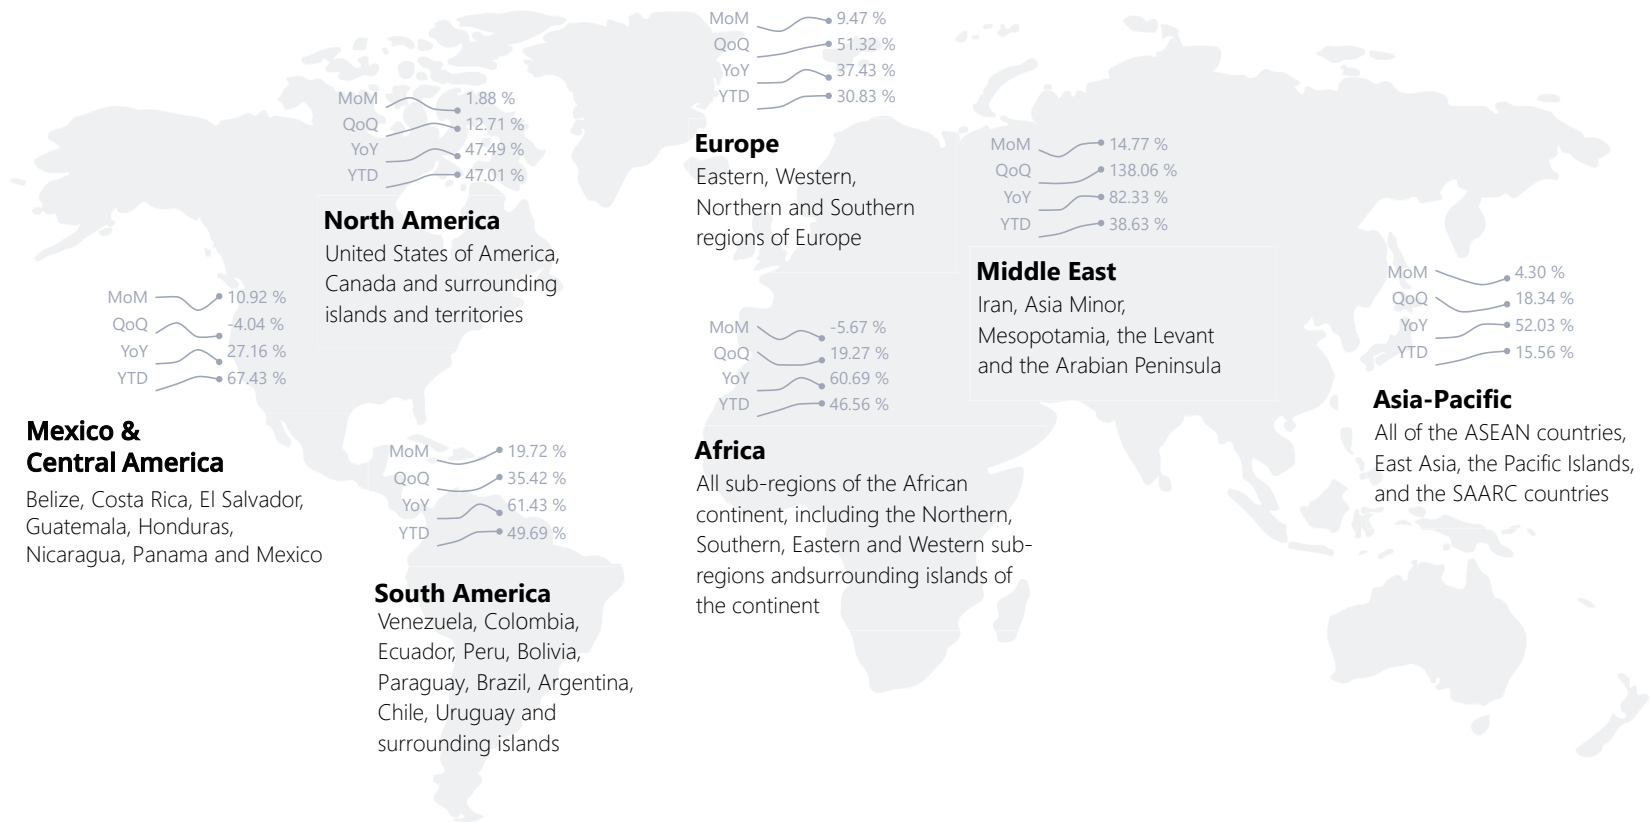 MoM 9.47 %
QoQ 51.32 %
YoY 37.43 %
YTD 30.83 %
Europe
Eastern, Western,
Northern and Southern
regions of Europe
MoM 1.88 %
QoQ 12.71 %
YoY 47.49 %
YTD 47.01 %
North America
United States of America,
Canada and surrounding
islands and territories
MoM 14.77 %
QoQ 138.06 %
YoY 82.33 %
YTD 38.63 %
Middle East
Iran, Asia Minor,
Mesopotamia, the Levant
and the Arabian Peninsula
MoM 4.30 %
QoQ 18.34 %
YoY 52.03 %
YTD 15.56 %
Asia-Pacific
All of the ASEAN countries,
East Asia, the Pacific Islands,
and the SAARC countries
MoM 10.92 %
QoQ -4.04 %
YoY 27.16 %
YTD 67.43 %
Mexico &
Central America
Belize, Costa Rica, El Salvador,
Guatemala, Honduras,
Nicaragua, Panama and Mexico
MoM -5.67 %
QoQ 19.27 %
YoY 60.69 %
YTD 46.56 %
Africa
All sub-regions of the African
continent, including the Northern,
Southern, Eastern and Western sub-
regions andsurrounding islands of
the continent
MoM 19.72 %
QoQ 35.42 %
YoY 61.43 %
YTD 49.69 %
South America
Venezuela, Colombia,
Ecuador, Peru, Bolivia,
Paraguay, Brazil, Argentina,
Chile, Uruguay and
surrounding islands